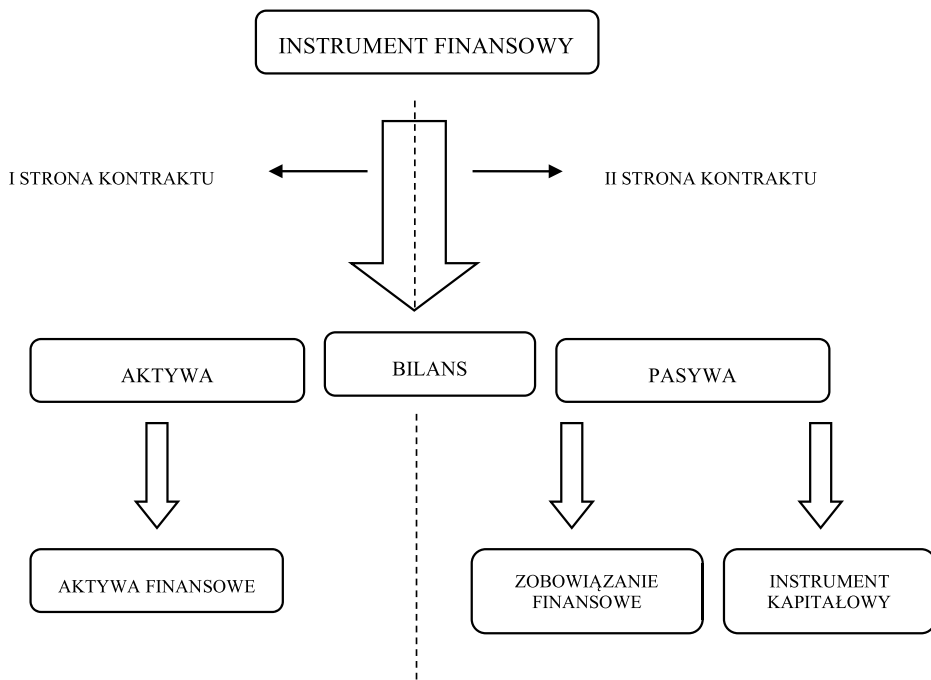 INSTRUMENT FINANSOWY
I STRONA KONTRAKTU
II STRONA KONTRAKTU
AKTYWA
BILANS
PASYWA
AKTYWA FINANSOWE
ZOBOWIĄZANIE
FINANSOWE
INSTRUMENT
KAPITAŁOWY